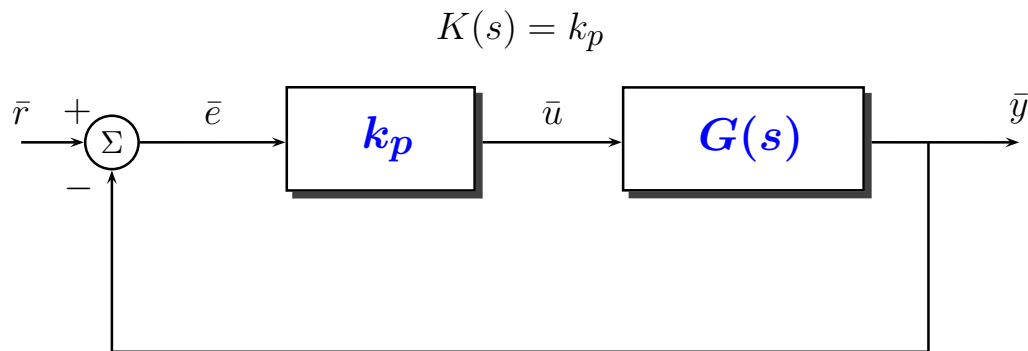 K(s) = k_p
r̄ + ē k_p ū G(s) ȳ
Σ
−